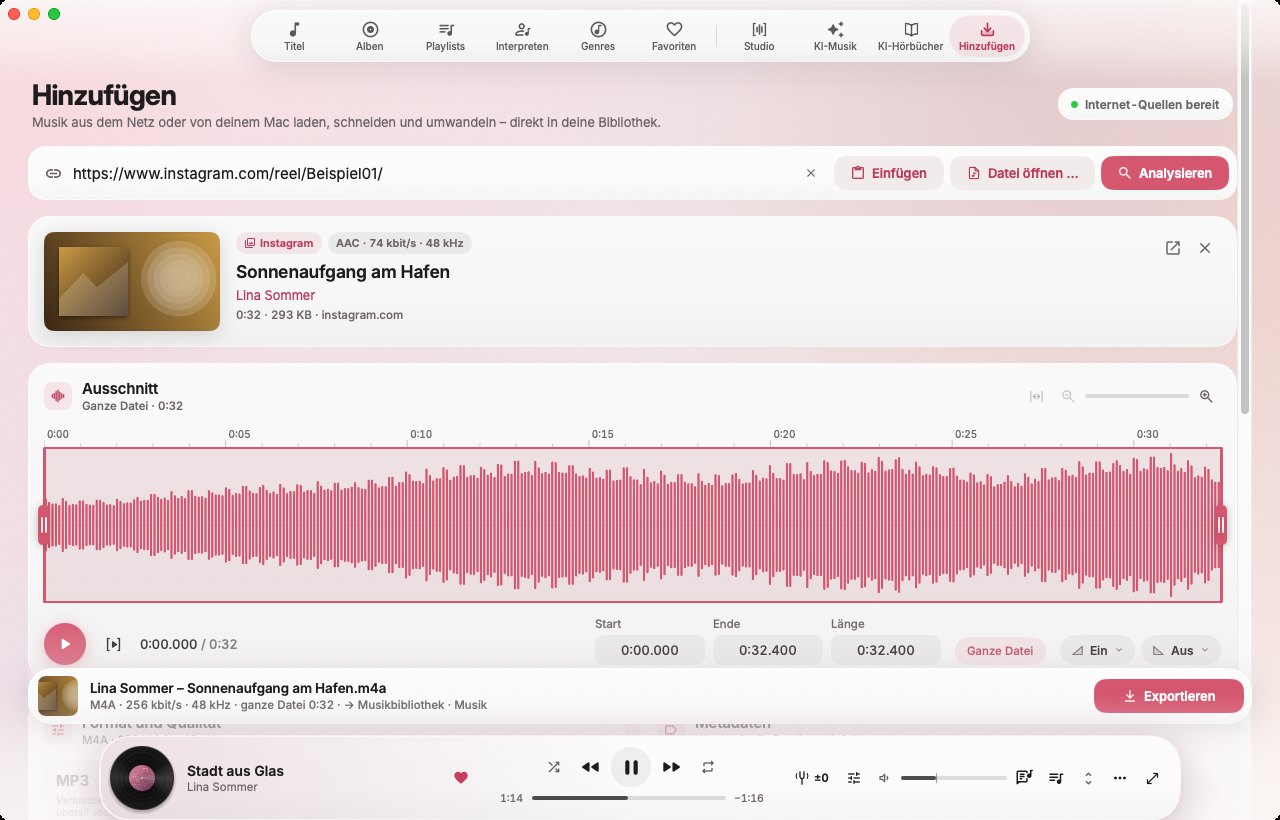 Titel
Alben
Playlists
Interpreten
Genres
Favoriten
Studio
KI-Musik
KI-Hörbücher
Hinzufügen
Hinzufügen
Musik aus dem Netz oder von deinem Mac laden, schneiden und umwandeln – direkt in deine Bibliothek.
Internet-Quellen bereit
https://www.instagram.com/reel/Beispiel01/
Einfügen
Datei öffnen ...
Analysieren
Instagram
AAC · 74 kbit/s · 48 kHz
Sonnenaufgang am Hafen
Lina Sommer
0:32 · 293 KB · instagram.com
Ausschnitt
Ganze Datei · 0:32
0:00
0:05
0:10
0:15
0:20
0:25
0:30
0:00.000 / 0:32
Start
0:00.000
Ende
0:32.400
Länge
0:32.400
Ganze Datei
Ein
Aus
Lina Sommer – Sonnenaufgang am Hafen.m4a
M4A · 256 kbit/s · 48 kHz · ganze Datei 0:32 · → Musikbibliothek · Musik
Exportieren
Format und Qualität
M4A
Metadaten
MP3
Stadt aus Glas
Lina Sommer
1:14
−1:16
±0